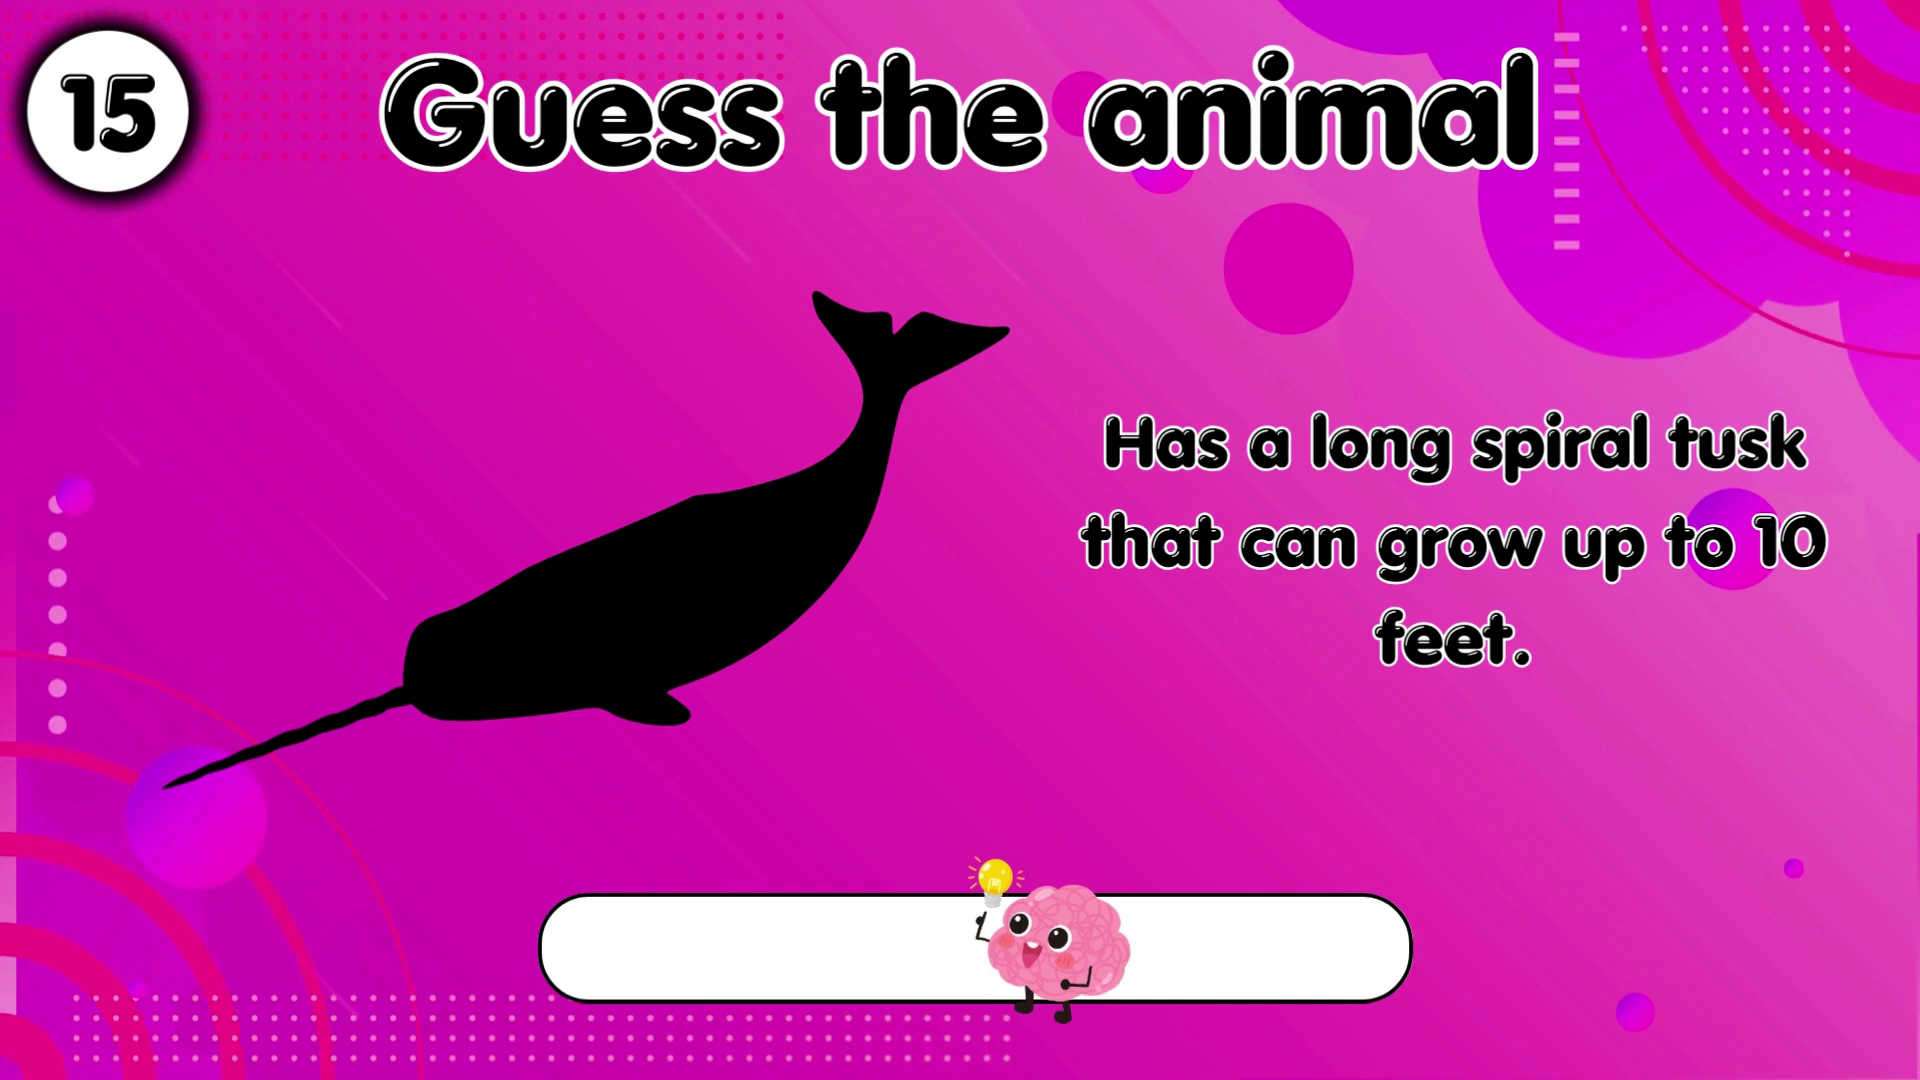 15
Guess the animal
Has a long spiral tusk
that can grow up to 10
feet.